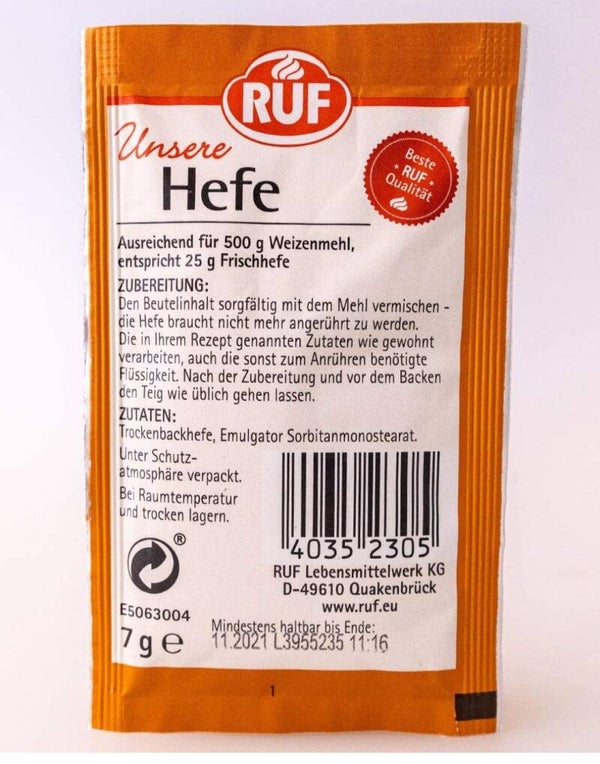 RUF
Unsere
Hefe
Beste
• RUF •
Qualität
Ausreichend für 500 g Weizenmehl,
entspricht 25 g Frischhefe
ZUBEREITUNG:
Den Beutelinhalt sorgfältig mit dem Mehl vermischen -
die Hefe braucht nicht mehr angerührt zu werden.
Die in Ihrem Rezept genannten Zutaten wie gewohnt
verarbeiten, auch die sonst zum Anrühren benötigte
Flüssigkeit. Nach der Zubereitung und vor dem Backen
den Teig wie üblich gehen lassen.
ZUTATEN:
Trockenbackhefe, Emulgator Sorbitanmonostearat.
Unter Schutz-
atmosphäre verpackt.
Bei Raumtemperatur
und trocken lagern.
®
4035 2305
RUF Lebensmittelwerk KG
D-49610 Quakenbrück
www.ruf.eu
E5063004
7 g e
Mindestens haltbar bis Ende:
11.2021 L3955235 11:16
1